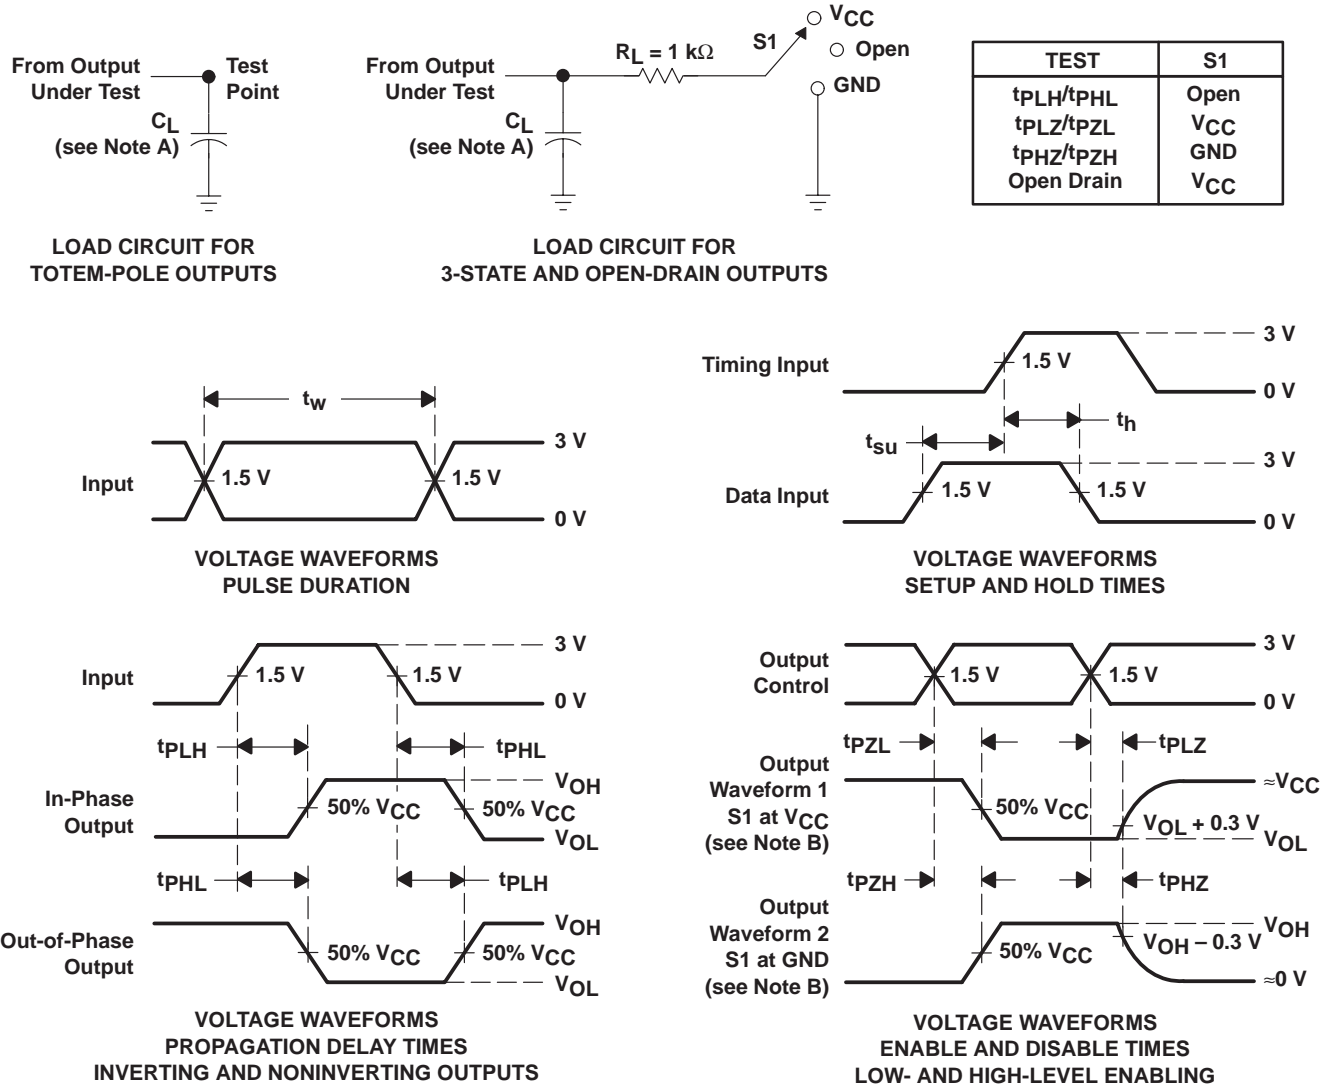 From Output
Under Test
Test
Point
CL
(see Note A)
LOAD CIRCUIT FOR
TOTEM-POLE OUTPUTS
From Output
Under Test
CL
(see Note A)
RL = 1 kΩ
S1
VCC
Open
GND
LOAD CIRCUIT FOR
3-STATE AND OPEN-DRAIN OUTPUTS
TEST S1
tPLH/tPHL Open
tPLZ/tPZL VCC
tPHZ/tPZH GND
Open Drain VCC
tw
Input
1.5 V
1.5 V
3 V
0 V
VOLTAGE WAVEFORMS
PULSE DURATION
Timing Input
1.5 V
3 V
0 V
th
tsu
Data Input
1.5 V
1.5 V
3 V
0 V
VOLTAGE WAVEFORMS
SETUP AND HOLD TIMES
Input
1.5 V
1.5 V
3 V
0 V
tPLH
tPHL
In-Phase
Output
50% VCC
50% VCC
VOH
VOL
tPHL
tPLH
Out-of-Phase
Output
50% VCC
50% VCC
VOH
VOL
VOLTAGE WAVEFORMS
PROPAGATION DELAY TIMES
INVERTING AND NONINVERTING OUTPUTS
Output
Control
1.5 V
1.5 V
3 V
0 V
tPZL
tPLZ
Output
Waveform 1
S1 at VCC
(see Note B)
50% VCC
VOL + 0.3 V
≈VCC
VOL
tPZH
tPHZ
Output
Waveform 2
S1 at GND
(see Note B)
50% VCC
VOH − 0.3 V
VOH
≈0 V
VOLTAGE WAVEFORMS
ENABLE AND DISABLE TIMES
LOW- AND HIGH-LEVEL ENABLING